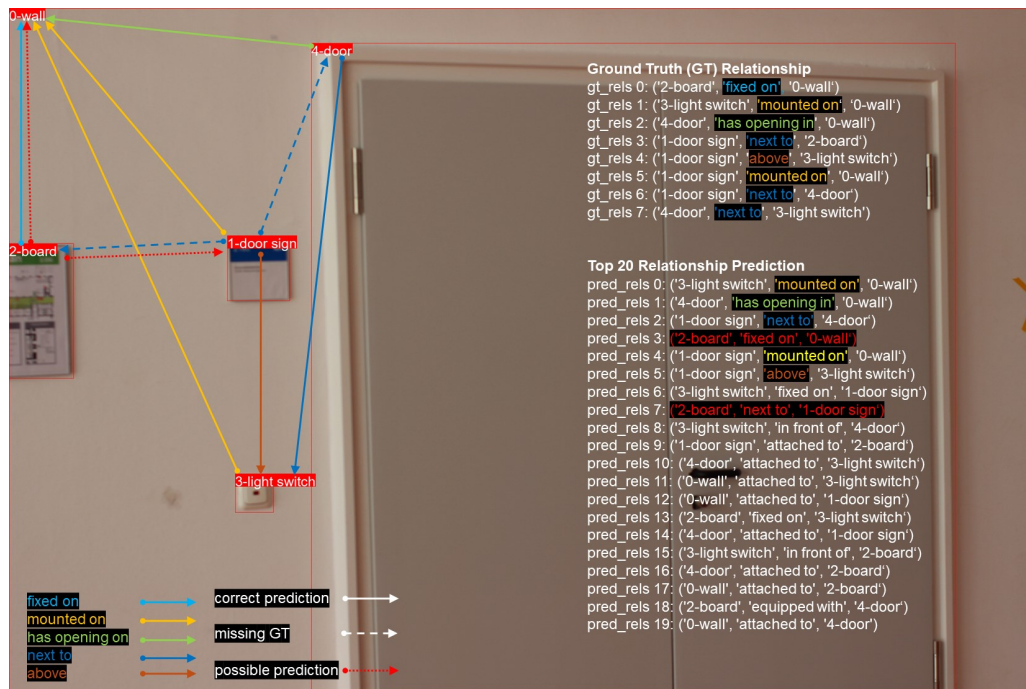 0-wall
4-door
Ground Truth (GT) Relationship
gt_rels 0: ('2-board', 'fixed on' '0-wall')
gt_rels 1: ('3-light switch', 'mounted on', '0-wall')
gt_rels 2: ('4-door', 'has opening in', '0-wall')
gt_rels 3: ('1-door sign', 'next to', '2-board')
gt_rels 4: ('1-door sign', 'above', '3-light switch')
gt_rels 5: ('1-door sign', 'mounted on', '0-wall')
gt_rels 6: ('1-door sign', 'next to', '4-door')
gt_rels 7: ('4-door', 'next to', '3-light switch')
2-board
1-door sign
Top 20 Relationship Prediction
pred_rels 0: ('3-light switch', 'mounted on', '0-wall')
pred_rels 1: ('4-door', 'has opening in', '0-wall')
pred_rels 2: ('1-door sign', 'next to', '4-door')
pred_rels 3: ('2-board', 'fixed on', '0-wall')
pred_rels 4: ('1-door sign', 'mounted on', '0-wall')
pred_rels 5: ('1-door sign', 'above', '3-light switch')
pred_rels 6: ('3-light switch', 'fixed on', '1-door sign')
pred_rels 7: ('2-board', 'next to', '1-door sign')
pred_rels 8: ('3-light switch', 'in front of', '4-door')
pred_rels 9: ('1-door sign', 'attached to', '2-board')
pred_rels 10: ('4-door', 'attached to', '3-light switch')
pred_rels 11: ('0-wall', 'attached to', '3-light switch')
pred_rels 12: ('0-wall', 'attached to', '1-door sign')
pred_rels 13: ('2-board', 'fixed on', '3-light switch')
pred_rels 14: ('4-door', 'attached to', '1-door sign')
pred_rels 15: ('3-light switch', 'in front of', '2-board')
pred_rels 16: ('4-door', 'attached to', '2-board')
pred_rels 17: ('0-wall', 'attached to', '2-board')
pred_rels 18: ('2-board', 'equipped with', '4-door')
pred_rels 19: ('0-wall', 'attached to', '4-door')
3-light switch
fixed on
mounted on
has opening on
next to
above
correct prediction
missing GT
possible prediction